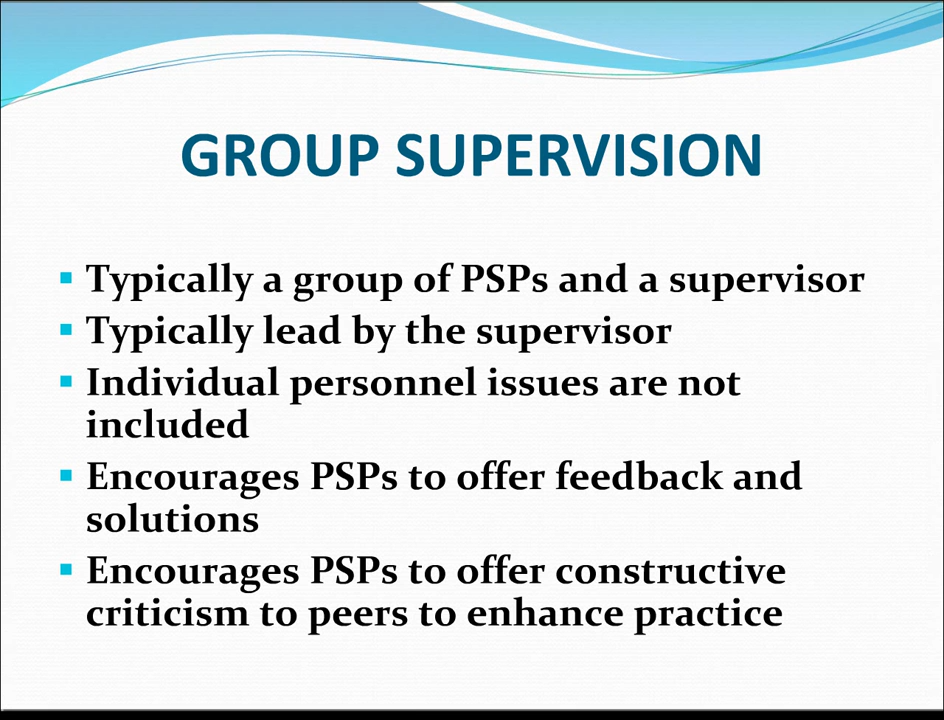 GROUP SUPERVISION
▪ Typically a group of PSPs and a supervisor
▪ Typically lead by the supervisor
▪ Individual personnel issues are not
included
▪ Encourages PSPs to offer feedback and
solutions
▪ Encourages PSPs to offer constructive
criticism to peers to enhance practice